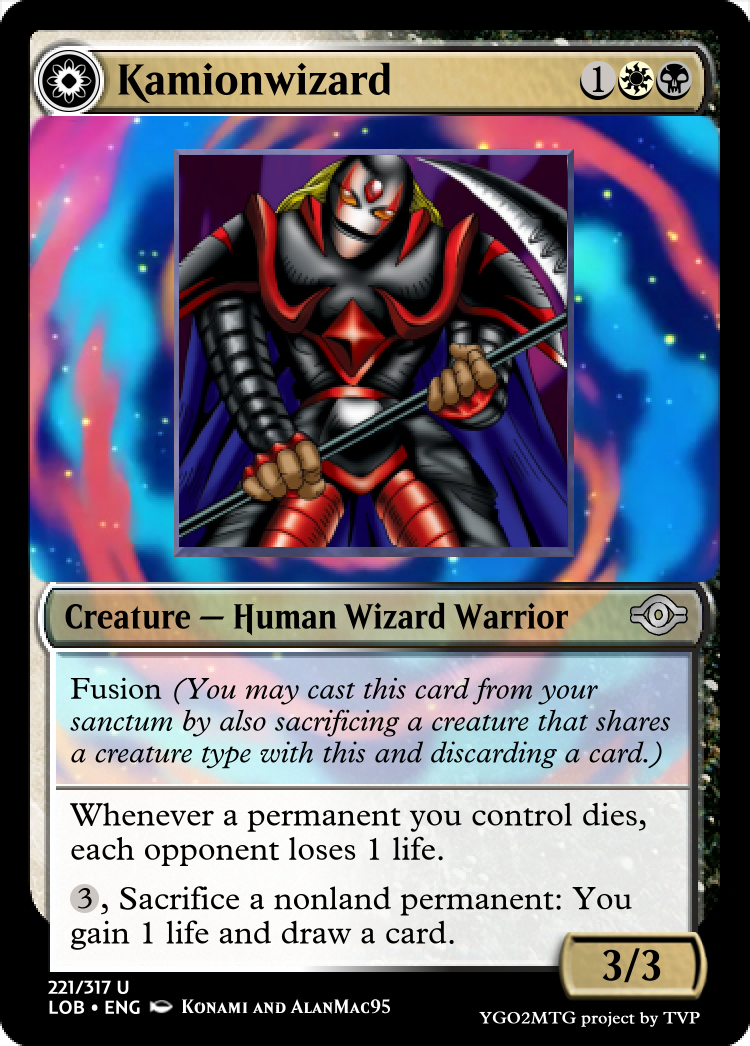 Kamionwizard 1
Creature — Human Wizard Warrior
Fusion (You may cast this card from your
sanctum by also sacrificing a creature that shares
a creature type with this and discarding a card.)
Whenever a permanent you control dies,
each opponent loses 1 life.
3, Sacrifice a nonland permanent: You
gain 1 life and draw a card.
3/3
221/317 U
LOB • ENG Konami and AlanMac95
YGO2MTG project by TVP